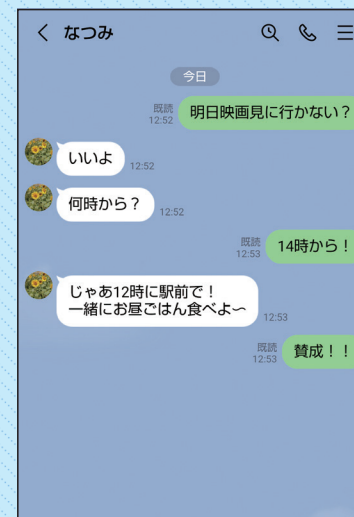 なつみ
今日
既読
12:52
明日映画見に行かない？
いいよ
12:52
何時から？
12:52
既読
12:53
14時から！
じゃあ12時に駅前で！
一緒にお昼ごはん食べよ〜
12:53
既読
12:53
賛成！！